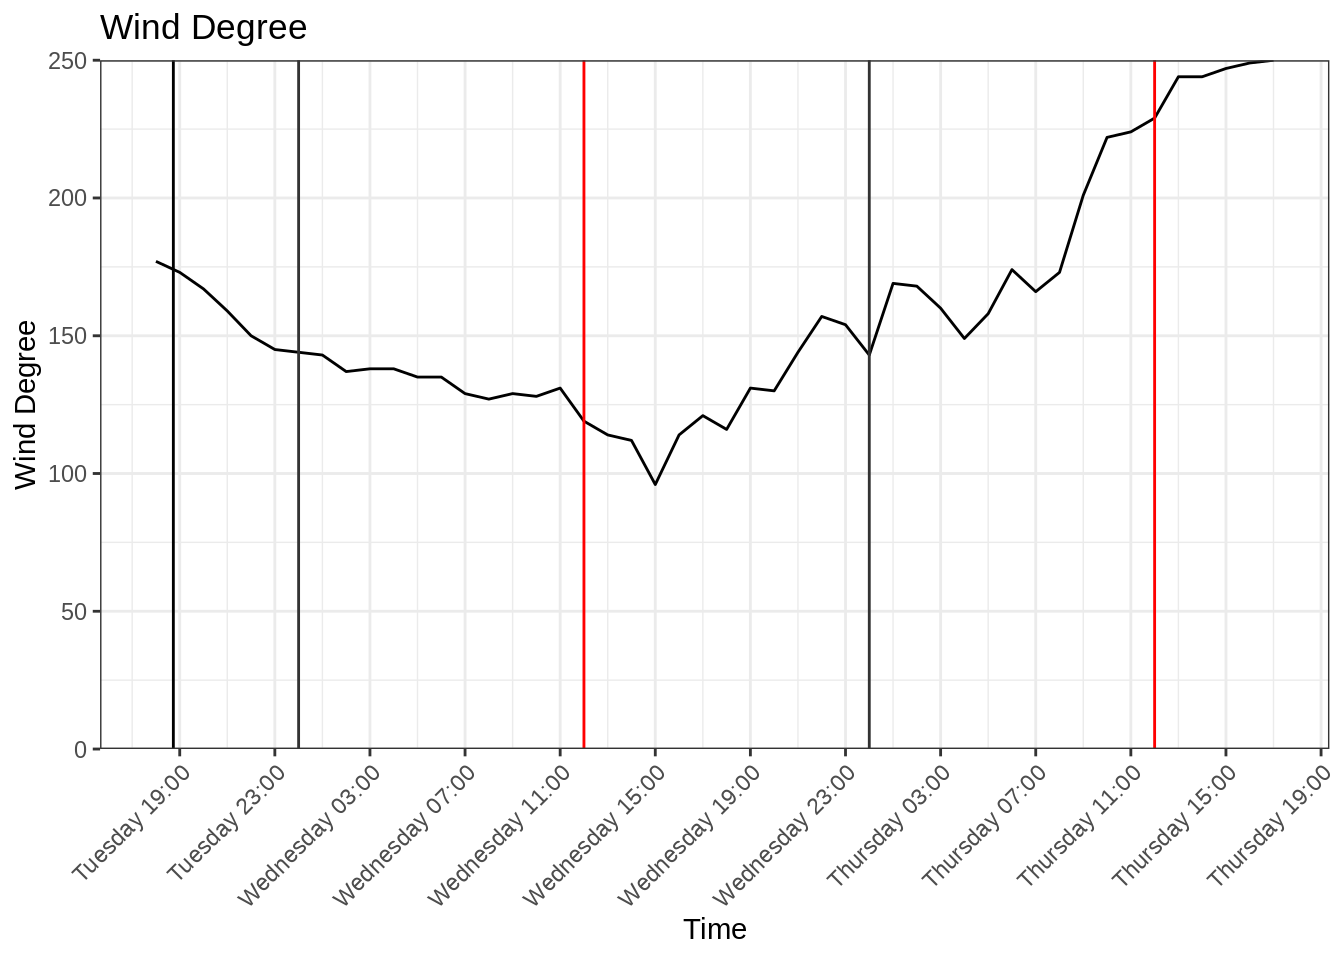 Wind Degree
250
200
150
100
50
0
Wind Degree
Tuesday 19:00
Tuesday 23:00
Wednesday 03:00
Wednesday 07:00
Wednesday 11:00
Wednesday 15:00
Wednesday 19:00
Wednesday 23:00
Thursday 03:00
Thursday 07:00
Thursday 11:00
Thursday 15:00
Thursday 19:00
Time